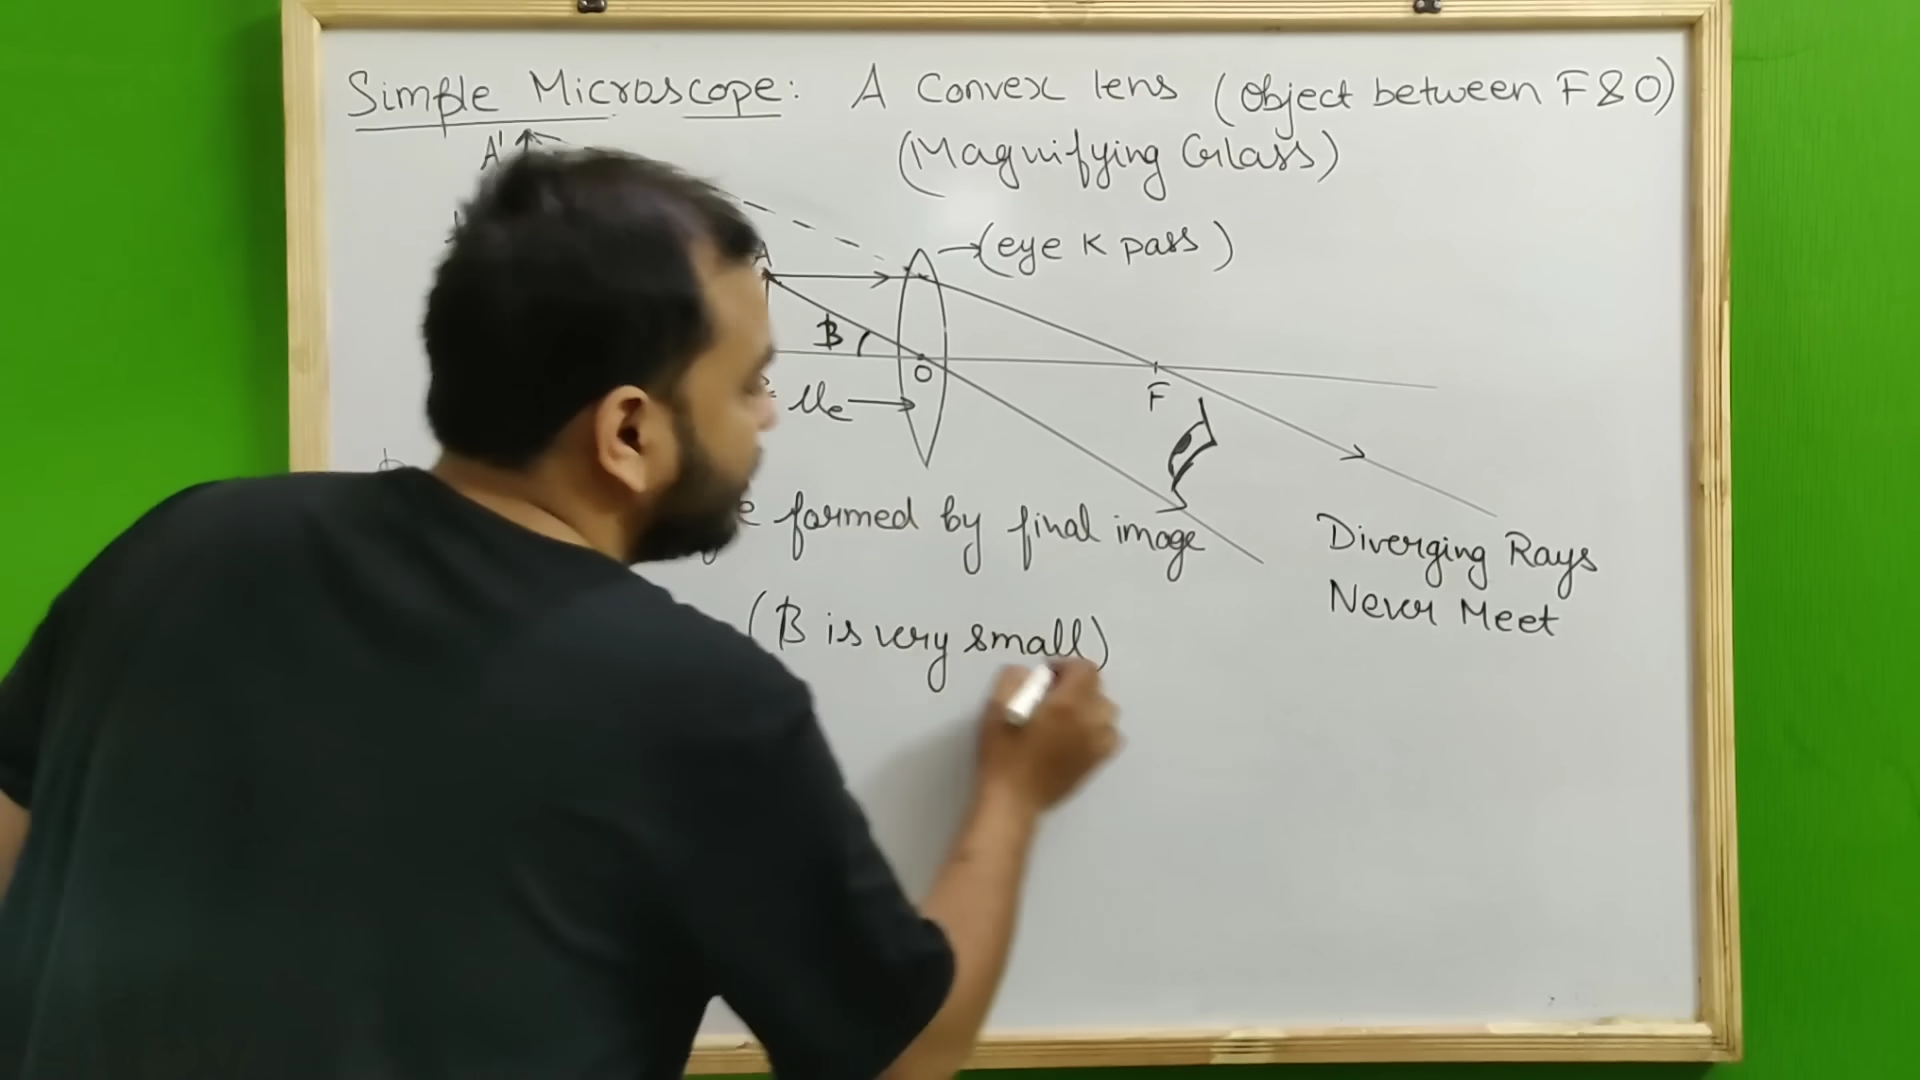 Simple Microscope: A Convex lens (object between F & O)
(Magnifying Glass)
A'
→(eye k pass)
A
β
O
Ue
F
formed by final image
Diverging Rays
Never Meet
(β is very small)